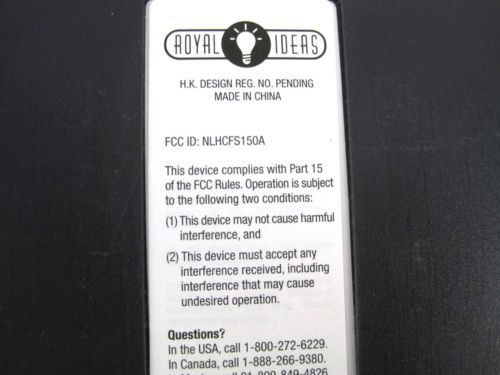 ROYAL IDEAS
H.K. DESIGN REG. NO. PENDING
MADE IN CHINA
FCC ID: NLHCFS150A
This device complies with Part 15
of the FCC Rules. Operation is subject
to the following two conditions:
(1) This device may not cause harmful
interference, and
(2) This device must accept any
interference received, including
interference that may cause
undesired operation.
Questions?
In the USA, call 1-800-272-6229.
In Canada, call 1-888-266-9380.